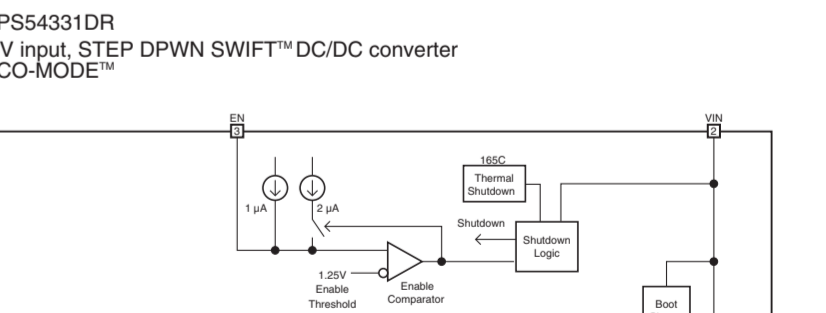 PS54331DR
V input, STEP DPWN SWIFT™ DC/DC converter
CO-MODE™
EN
3
VIN
2
165C
Thermal
Shutdown
1 µA
2 µA
Shutdown
Shutdown
Logic
1.25V
Enable
Threshold
Enable
Comparator
Boot